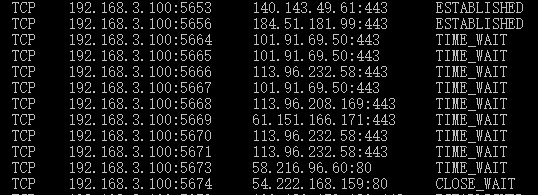 TCP 192.168.3.100:5653 140.143.49.61:443 ESTABLISHED
TCP 192.168.3.100:5656 184.51.181.99:443 ESTABLISHED
TCP 192.168.3.100:5664 101.91.69.50:443 TIME_WAIT
TCP 192.168.3.100:5665 101.91.69.50:443 TIME_WAIT
TCP 192.168.3.100:5666 113.96.232.58:443 TIME_WAIT
TCP 192.168.3.100:5667 101.91.69.50:443 TIME_WAIT
TCP 192.168.3.100:5668 113.96.208.169:443 TIME_WAIT
TCP 192.168.3.100:5669 61.151.166.171:443 TIME_WAIT
TCP 192.168.3.100:5670 113.96.232.58:443 TIME_WAIT
TCP 192.168.3.100:5671 113.96.232.58:443 TIME_WAIT
TCP 192.168.3.100:5673 58.216.96.60:80 TIME_WAIT
TCP 192.168.3.100:5674 54.222.168.159:80 CLOSE_WAIT